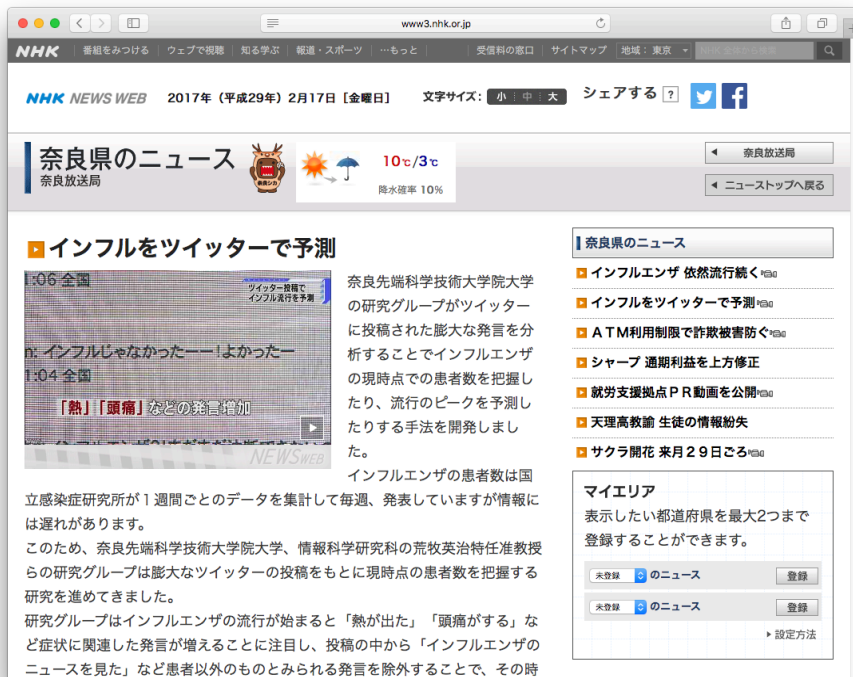 www3.nhk.or.jp
NHK 番組をみつける ウェブで視聴 知る学ぶ 報道・スポーツ …もっと 受信料の窓口 サイトマップ 地域：東京 NHK 全体から検索
NHK NEWS WEB 2017年（平成29年）2月17日［金曜日］ 文字サイズ： 小 中 大 シェアする ?
奈良県のニュース
奈良放送局
奈良シカ
10℃/3℃
降水確率 10%
奈良放送局
ニューストップへ戻る
インフルをツイッターで予測
1:06 全国
ツイッター投稿で
インフル流行を予測
n: インフルじゃなかったーー!よかったー
1:04 全国
「熱」「頭痛」などの発言増加
NEWSWEB
奈良先端科学技術大学院大学
の研究グループがツイッター
に投稿された膨大な発言を分
析することでインフルエンザ
の現時点での患者数を把握し
たり、流行のピークを予測し
たりする手法を開発しまし
た。
インフルエンザの患者数は国
立感染症研究所が１週間ごとのデータを集計して毎週、発表していますが情報に
は遅れがあります。
このため、奈良先端科学技術大学院大学、情報科学研究科の荒牧英治特任准教授
らの研究グループは膨大なツイッターの投稿をもとに現時点の患者数を把握する
研究を進めてきました。
研究グループはインフルエンザの流行が始まると「熱が出た」「頭痛がする」な
ど症状に関連した発言が増えることに注目し、投稿の中から「インフルエンザの
ニュースを見た」など患者以外のものとみられる発言を除外することで、その時
奈良県のニュース
インフルエンザ 依然流行続く
インフルをツイッターで予測
ＡＴＭ利用制限で詐欺被害防ぐ
シャープ 通期利益を上方修正
就労支援拠点ＰＲ動画を公開
天理高教諭 生徒の情報紛失
サクラ開花 来月２９日ごろ
マイエリア
表示したい都道府県を最大2つまで
登録することができます。
未登録 のニュース 登録
未登録 のニュース 登録
設定方法